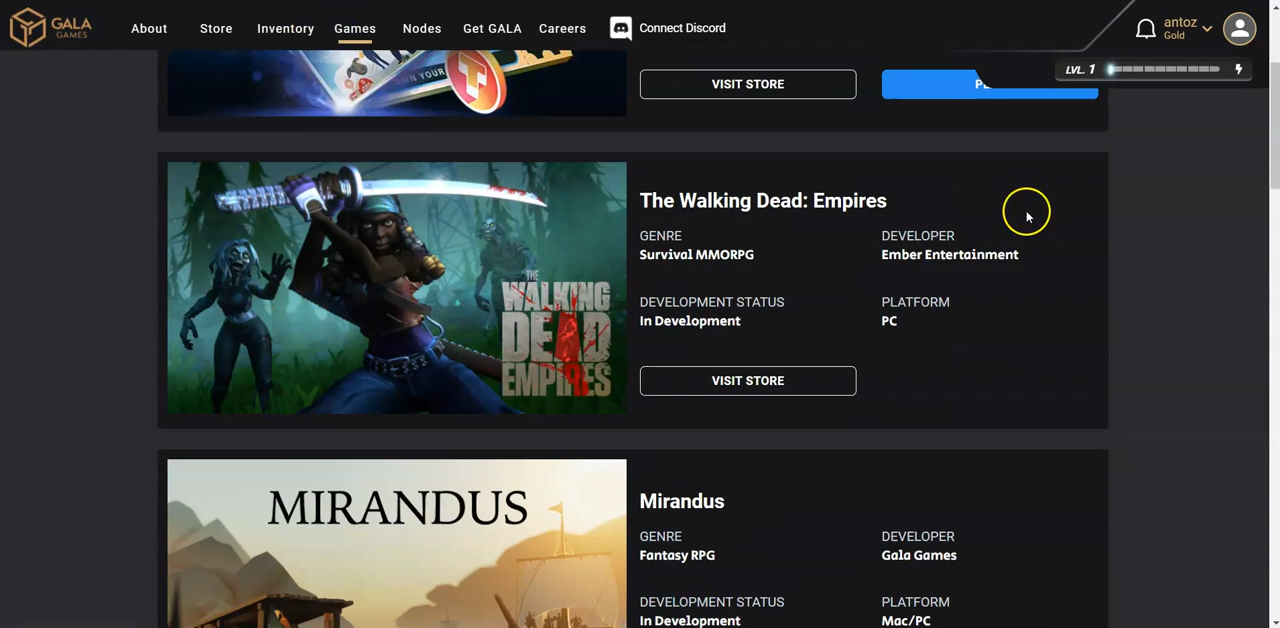 GALA
GAMES
About
Store
Inventory
Games
Nodes
Get GALA
Careers
Connect Discord
antoz
Gold
LVL. 1
VISIT STORE
The Walking Dead: Empires
GENRE
DEVELOPER
Survival MMORPG
Ember Entertainment
DEVELOPMENT STATUS
PLATFORM
In Development
PC
VISIT STORE
THE
WALKING
DEAD
EMPIRES
MIRANDUS
Mirandus
GENRE
DEVELOPER
Fantasy RPG
Gala Games
DEVELOPMENT STATUS
PLATFORM
In Development
Mac/PC